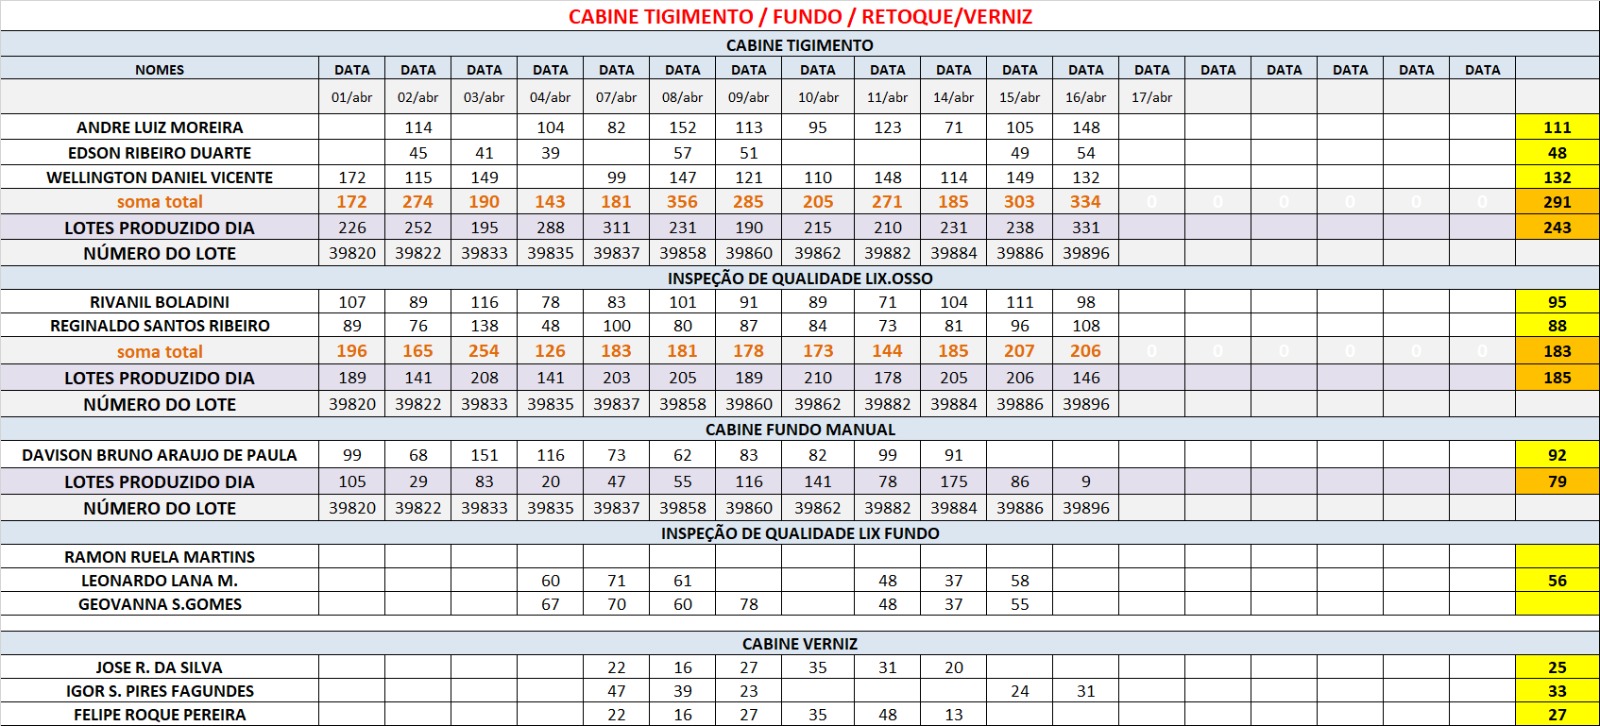 CABINE TIGIMENTO / FUNDO / RETOQUE/VERNIZ
CABINE TIGIMENTO
NOMES DATA DATA DATA DATA DATA DATA DATA DATA DATA DATA DATA DATA DATA DATA DATA DATA DATA DATA
01/abr 02/abr 03/abr 04/abr 07/abr 08/abr 09/abr 10/abr 11/abr 14/abr 15/abr 16/abr 17/abr
ANDRE LUIZ MOREIRA 114 104 82 152 113 95 123 71 105 148 111
EDSON RIBEIRO DUARTE 45 41 39 57 51 49 54 48
WELLINGTON DANIEL VICENTE 172 115 149 99 147 121 110 148 114 149 132 132
soma total 172 274 190 143 181 356 285 205 271 185 303 334 0 0 0 0 0 0 291
LOTES PRODUZIDO DIA 226 252 195 288 311 231 190 215 210 231 238 331 243
NÚMERO DO LOTE 39820 39822 39833 39835 39837 39858 39860 39862 39882 39884 39886 39896
INSPEÇÃO DE QUALIDADE LIX.OSSO
RIVANIL BOLADINI 107 89 116 78 83 101 91 89 71 104 111 98 95
REGINALDO SANTOS RIBEIRO 89 76 138 48 100 80 87 84 73 81 96 108 88
soma total 196 165 254 126 183 181 178 173 144 185 207 206 0 0 0 0 0 0 183
LOTES PRODUZIDO DIA 189 141 208 141 203 205 189 210 178 205 206 146 185
NÚMERO DO LOTE 39820 39822 39833 39835 39837 39858 39860 39862 39882 39884 39886 39896
CABINE FUNDO MANUAL
DAVISON BRUNO ARAUJO DE PAULA 99 68 151 116 73 62 83 82 99 91 92
LOTES PRODUZIDO DIA 105 29 83 20 47 55 116 141 78 175 86 9 79
NÚMERO DO LOTE 39820 39822 39833 39835 39837 39858 39860 39862 39882 39884 39886 39896
INSPEÇÃO DE QUALIDADE LIX FUNDO
RAMON RUELA MARTINS
LEONARDO LANA M. 60 71 61 48 37 58 56
GEOVANNA S.GOMES 67 70 60 78 48 37 55
CABINE VERNIZ
JOSE R. DA SILVA 22 16 27 35 31 20 25
IGOR S. PIRES FAGUNDES 47 39 23 24 31 33
FELIPE ROQUE PEREIRA 22 16 27 35 48 13 27